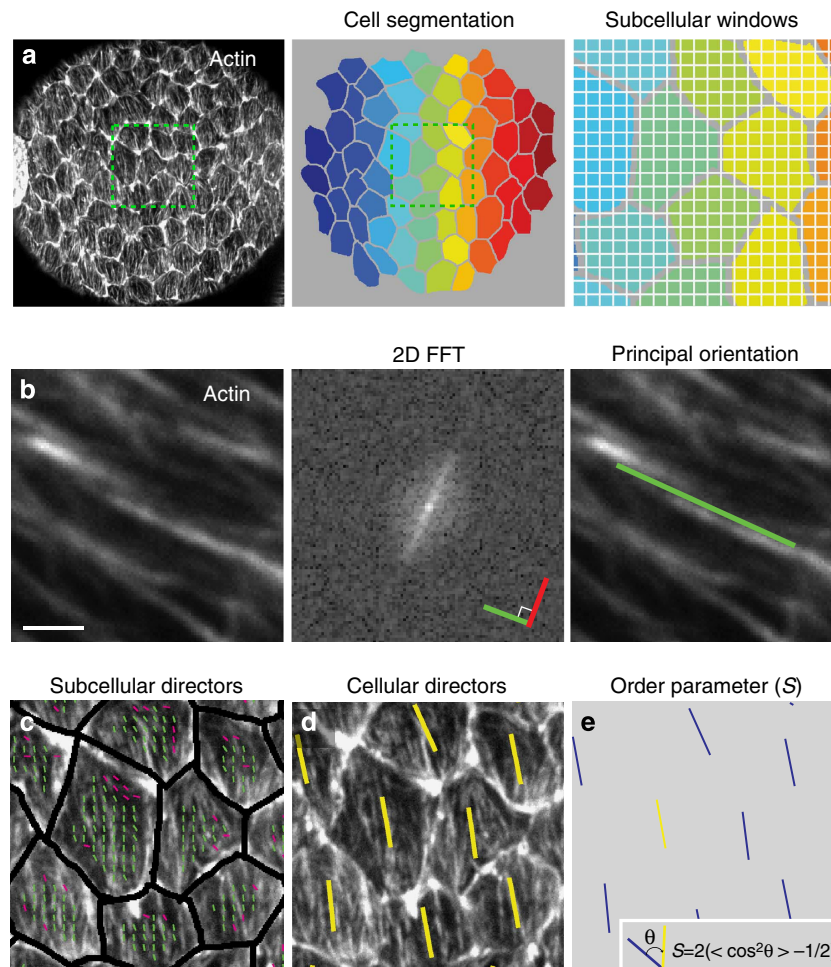 Cell segmentation
Subcellular windows
a
Actin
2D FFT
Principal orientation
b
Actin
Subcellular directors
Cellular directors
Order parameter (S)
c
d
e
θ
S=2(< cos²θ > −1/2